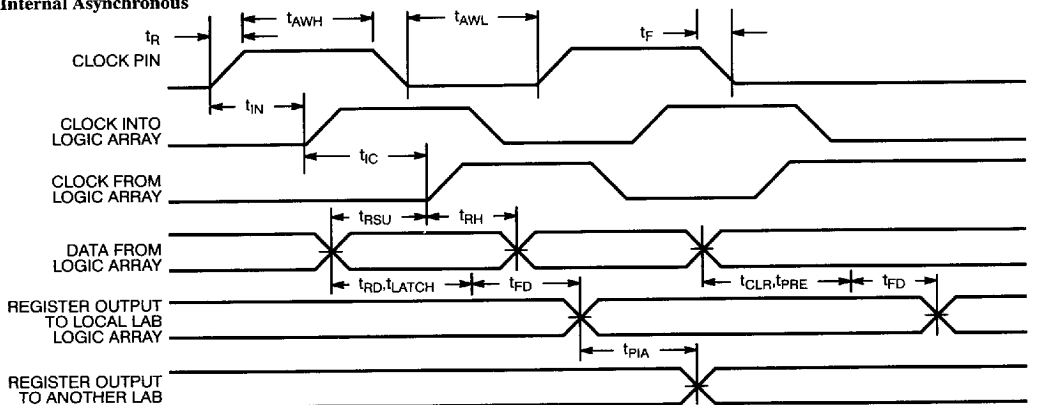 Internal Asynchronous
tAWH
tAWL
tR
tF
CLOCK PIN
tIN
CLOCK INTO
LOGIC ARRAY
tIC
CLOCK FROM
LOGIC ARRAY
tRSU
tRH
DATA FROM
LOGIC ARRAY
tRD,tLATCH
tFD
tCLR,tPRE
tFD
REGISTER OUTPUT
TO LOCAL LAB
LOGIC ARRAY
tPIA
REGISTER OUTPUT
TO ANOTHER LAB